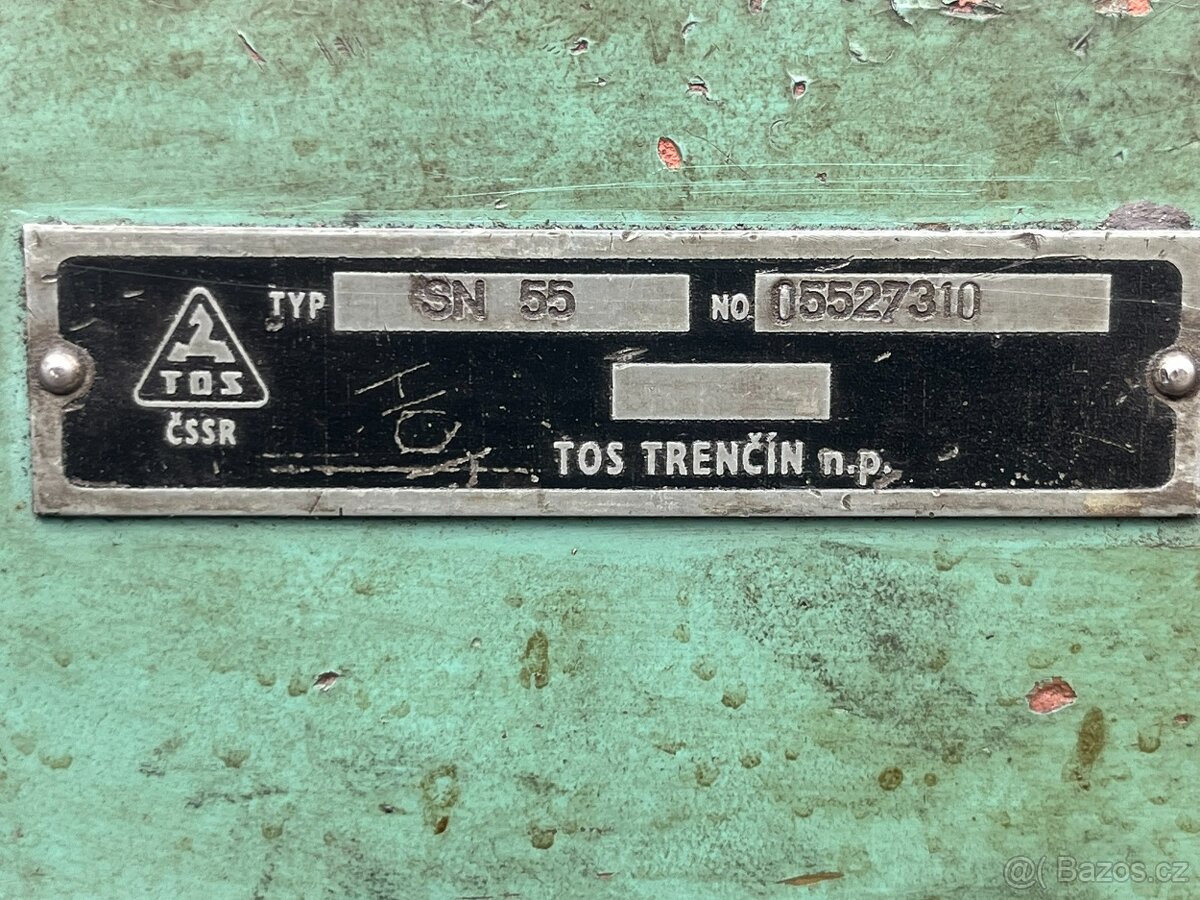 TYP SN 55 NO 05527310
TOS
ČSSR
TOS TRENČÍN n.p.
@( Bazos.cz